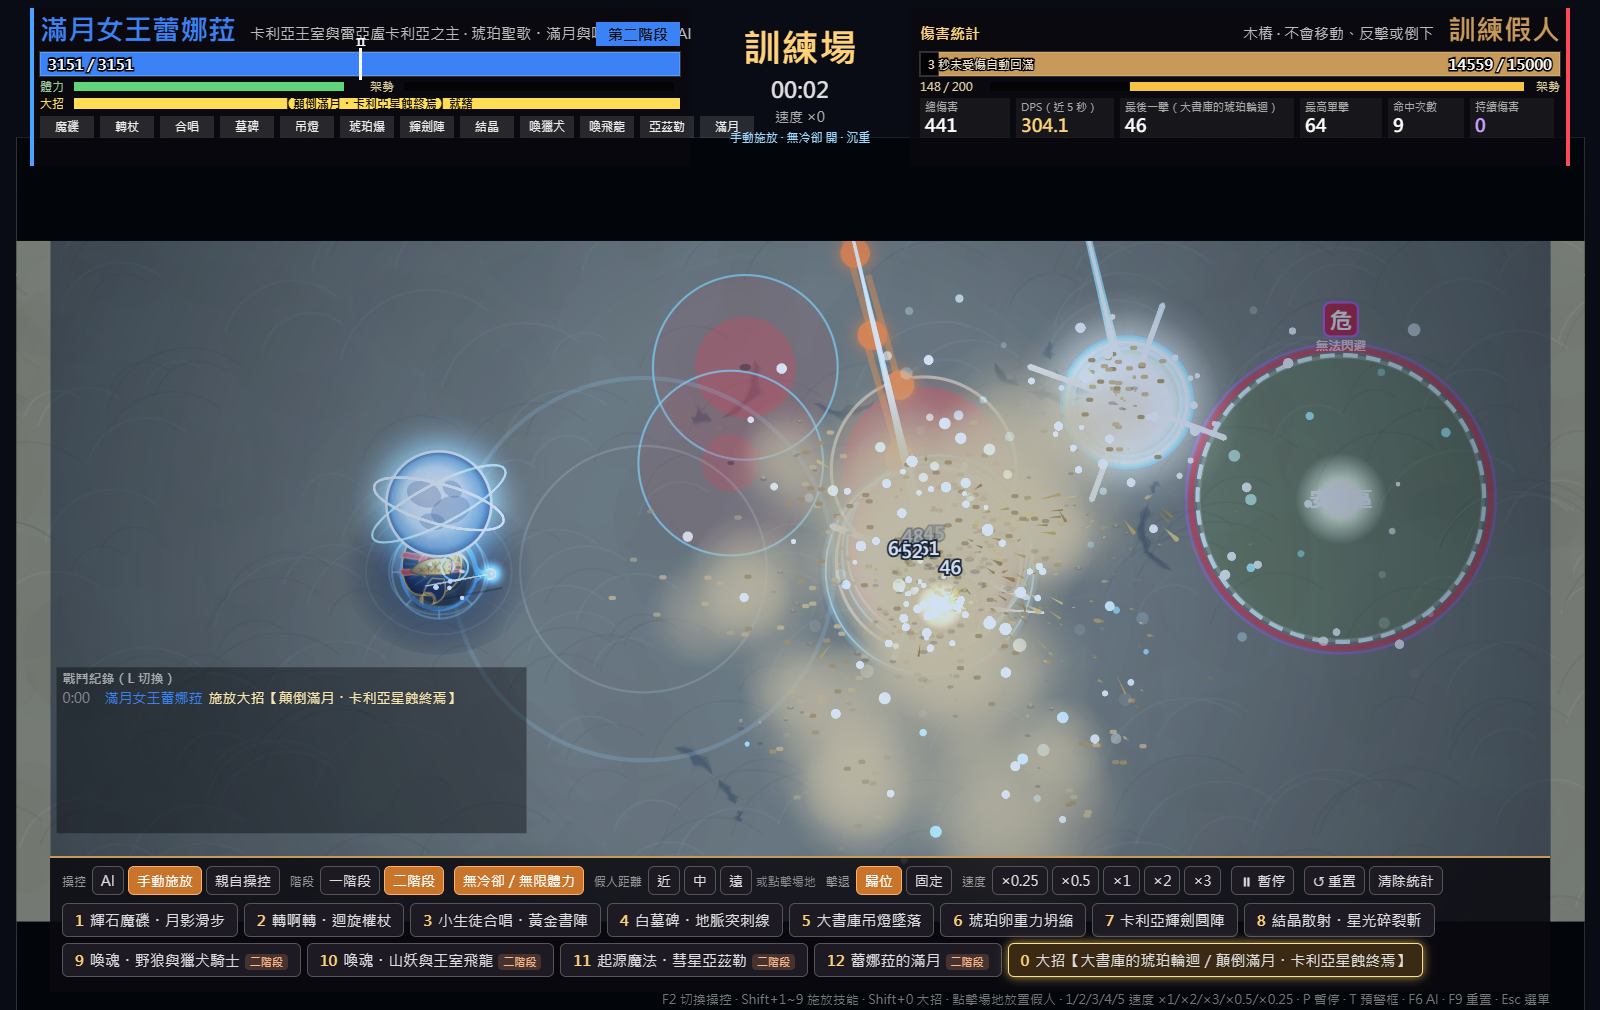 滿月女王蕾娜菈
卡利亞王室與雷亞盧卡利亞之主．琥珀聖歌．滿月與
第二階段
AI
II
3151 / 3151
體力
架勢
大招
【顛倒滿月．卡利亞星蝕終焉】就緒
魔礫
轉杖
合唱
墓碑
吊燈
琥珀爆
輝劍陣
結晶
喚獵犬
喚飛龍
亞茲勒
滿月
訓練場
00:02
速度 ×0
手動施放 · 無冷卻 開 · 沉重
傷害統計
木樁 · 不會移動、反擊或倒下
訓練假人
3 秒未受傷自動回滿
14559 / 15000
148 / 200
架勢
總傷害
441
DPS（近 5 秒）
304.1
最後一擊（大書庫的琥珀輪迴）
46
最高單擊
64
命中次數
9
持續傷害
0
危
無法閃避
48
45
52
46
戰鬥紀錄（L 切換）
0:00 滿月女王蕾娜菈 施放大招【顛倒滿月．卡利亞星蝕終焉】
操控
AI
手動施放
親自操控
階段
一階段
二階段
無冷卻 / 無限體力
假人距離
近
中
遠
或點擊場地
擊退
歸位
固定
速度
×0.25
×0.5
×1
×2
×3
⏸ 暫停
↺ 重置
清除統計
1 輝石魔礫．月影滑步
2 轉啊轉．迴旋權杖
3 小生徒合唱．黃金書陣
4 白墓碑．地脈突刺線
5 大書庫吊燈墜落
6 琥珀卵重力坍縮
7 卡利亞輝劍圓陣
8 結晶散射．星光碎裂斬
9 喚魂．野狼與獵犬騎士 二階段
10 喚魂．山妖與王室飛龍 二階段
11 起源魔法．彗星亞茲勒 二階段
12 蕾娜菈的滿月 二階段
0 大招【大書庫的琥珀輪迴 / 顛倒滿月．卡利亞星蝕終焉】
F2 切換操控 · Shift+1~9 施放技能 · Shift+0 大招 · 點擊場地放置假人 · 1/2/3/4/5 速度 ×1/×2/×3/×0.5/×0.25 · P 暫停 · T 預警框 · F6 AI · F9 重置 · Esc 選單